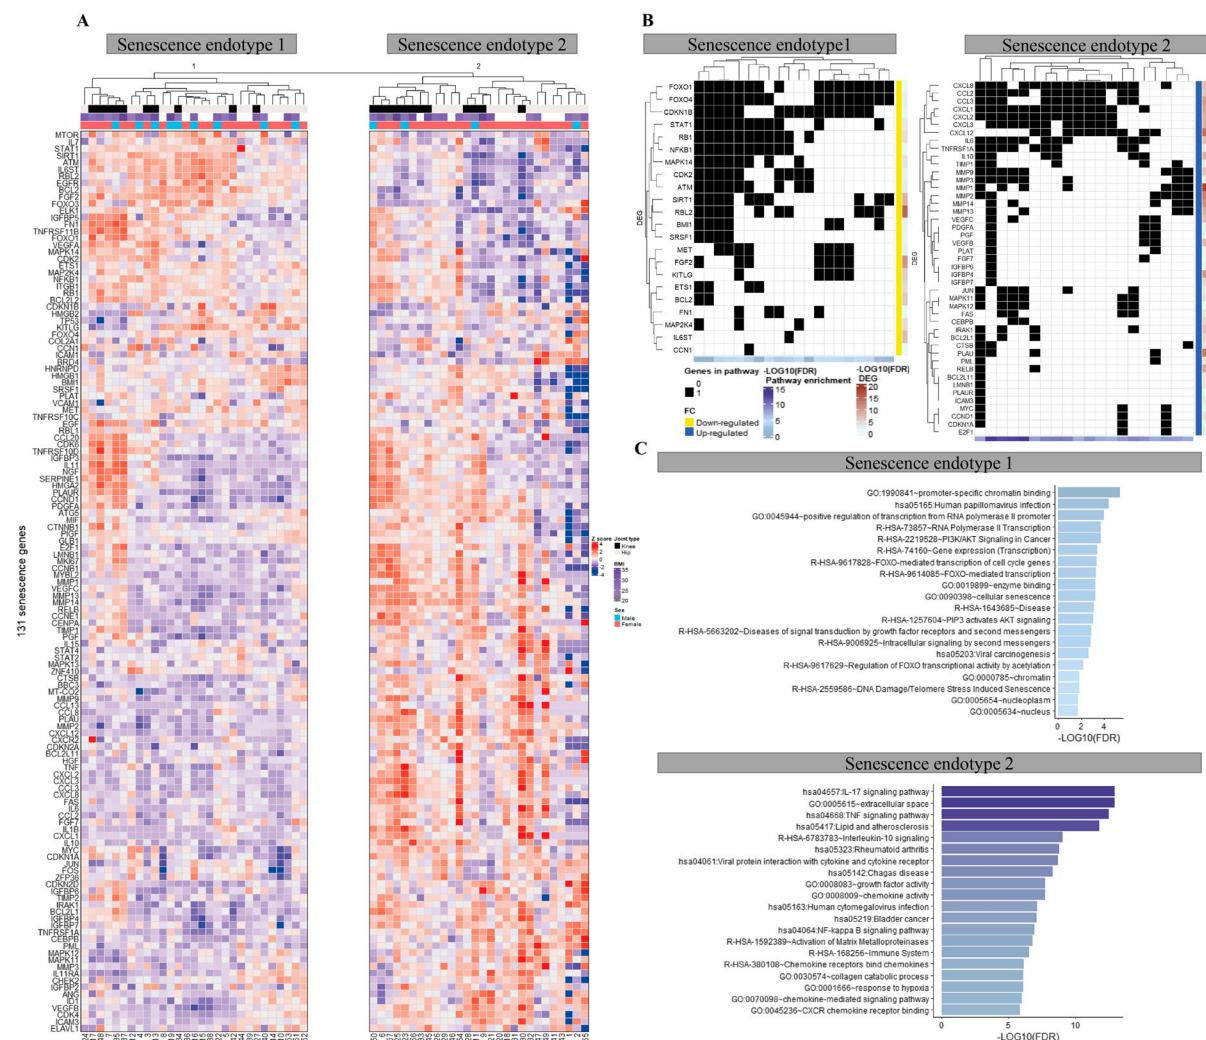 A
Senescence endotype 1
Senescence endotype 2
1
2
131 senescence genes
MTOR
IL7
STAT1
SIRT1
ATM
IL6ST
RBL2
EGFR
BCL2
FGF2
FOXO3
ELK1
IGFBP5
FN1
TNFRSF11B
FOXO1
VEGFA
MAPK14
CDK2
ETS1
MAP2K4
NFKB1
ITGB1
RB1
BCL2L2
CDKN1B
HMGB2
TP53
KITLG
FOXO4
COL2A1
CCN1
ICAM1
BRD4
HNRNPD
HMGB1
BMI1
SRSF1
PLAT
VCAM1
MET
TNFRSF10C
EGF
RBL1
CCL20
CDK6
TNFRSF10D
IGFBP3
IL11
NGF
SERPINE1
HMGA2
PLAUR
CCND1
PDGFA
ATG5
MIF
CTNNB1
PIGF
GLB1
E2F1
LMNB1
MKI67
CCNB1
MYBL2
MMP1
VEGFC
MMP13
MMP14
RELB
CCNE1
CENPA
TIMP1
PGF
IL15
STAT4
STAT2
MAPK13
ZNF410
CTSB
BBC3
MT-CO2
MMP9
CCL13
CCL8
PLAU
MMP2
CXCL12
CXCR2
CDKN2A
BCL2L11
HGF
TNF
CXCL2
CXCL3
CCL3
CXCL8
FAS
IL6
CCL2
FGF7
IL1B
CXCL1
IL10
MYC
CDKN1A
JUN
FOS
ZFP36
CDKN2D
IGFBP6
TIMP2
IRAK1
BCL2L1
IGFBP4
IGFBP7
TNFRSF1A
CEBPB
PML
MAPK12
MAPK11
MMP3
IL11RA
CHEK2
IGFBP2
ANG
ID1
VEGFB
CDK4
ICAM3
ELAVL1
Z score
4
2
0
-2
-4
Joint type
Knee
Hip
BMI
35
30
25
20
Sex
Male
Female
B
Senescence endotype1
DEG
FOXO1
FOXO4
CDKN1B
STAT1
RB1
NFKB1
MAPK14
CDK2
ATM
SIRT1
RBL2
BMI1
SRSF1
MET
FGF2
KITLG
ETS1
BCL2
FN1
MAP2K4
IL6ST
CCN1
Genes in pathway
0
1
FC
Down-regulated
Up-regulated
-LOG10(FDR)
Pathway enrichment
15
10
5
0
-LOG10(FDR)
DEG
20
15
10
5
0
Senescence endotype 2
DEG
CXCL8
CCL2
CCL3
CXCL1
CXCL2
CXCL3
CXCL12
IL6
TNFRSF1A
IL10
TIMP1
MMP9
MMP3
MMP1
MMP2
MMP14
MMP13
VEGFC
PDGFA
PGF
VEGFB
PLAT
FGF7
IGFBP6
IGFBP4
IGFBP7
JUN
MAPK11
MAPK12
FAS
CEBPB
IRAK1
BCL2L1
CTSB
PLAU
PML
RELB
BCL2L11
LMNB1
PLAUR
ICAM3
MYC
CCND1
CDKN1A
E2F1
C
Senescence endotype 1
GO:1990841~promoter-specific chromatin binding
hsa05165:Human papillomavirus infection
GO:0045944~positive regulation of transcription from RNA polymerase II promoter
R-HSA-73857~RNA Polymerase II Transcription
R-HSA-2219528~PI3K/AKT Signaling in Cancer
R-HSA-74160~Gene expression (Transcription)
R-HSA-9617828~FOXO-mediated transcription of cell cycle genes
R-HSA-9614085~FOXO-mediated transcription
GO:0019899~enzyme binding
GO:0090398~cellular senescence
R-HSA-1643685~Disease
R-HSA-1257604~PIP3 activates AKT signaling
R-HSA-5663202~Diseases of signal transduction by growth factor receptors and second messengers
R-HSA-9006925~Intracellular signaling by second messengers
hsa05203:Viral carcinogenesis
R-HSA-9617629~Regulation of FOXO transcriptional activity by acetylation
GO:0000785~chromatin
R-HSA-2559586~DNA Damage/Telomere Stress Induced Senescence
GO:0005654~nucleoplasm
GO:0005634~nucleus
0 2 4
-LOG10(FDR)
Senescence endotype 2
hsa04657:IL-17 signaling pathway
GO:0005615~extracellular space
hsa04668:TNF signaling pathway
hsa05417:Lipid and atherosclerosis
R-HSA-6783783~Interleukin-10 signaling
hsa05323:Rheumatoid arthritis
hsa04061:Viral protein interaction with cytokine and cytokine receptor
hsa05142:Chagas disease
GO:0008083~growth factor activity
GO:0008009~chemokine activity
hsa05163:Human cytomegalovirus infection
hsa05219:Bladder cancer
hsa04064:NF-kappa B signaling pathway
R-HSA-1592389~Activation of Matrix Metalloproteinases
R-HSA-168256~Immune System
R-HSA-380108~Chemokine receptors bind chemokines
GO:0030574~collagen catabolic process
GO:0001666~response to hypoxia
GO:0070098~chemokine-mediated signaling pathway
GO:0045236~CXCR chemokine receptor binding
0 5 10
-LOG10(FDR)